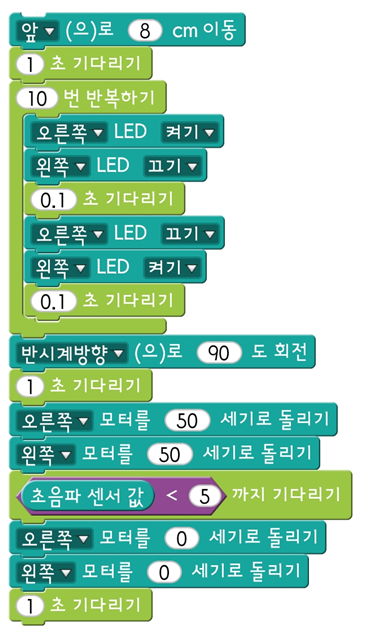 앞 (으)로 8 cm 이동
1 초 기다리기
10 번 반복하기
오른쪽 LED 켜기
왼쪽 LED 끄기
0.1 초 기다리기
오른쪽 LED 끄기
왼쪽 LED 켜기
0.1 초 기다리기
반시계방향 (으)로 90 도 회전
1 초 기다리기
오른쪽 모터를 50 세기로 돌리기
왼쪽 모터를 50 세기로 돌리기
초음파 센서 값 < 5 까지 기다리기
오른쪽 모터를 0 세기로 돌리기
왼쪽 모터를 0 세기로 돌리기
1 초 기다리기